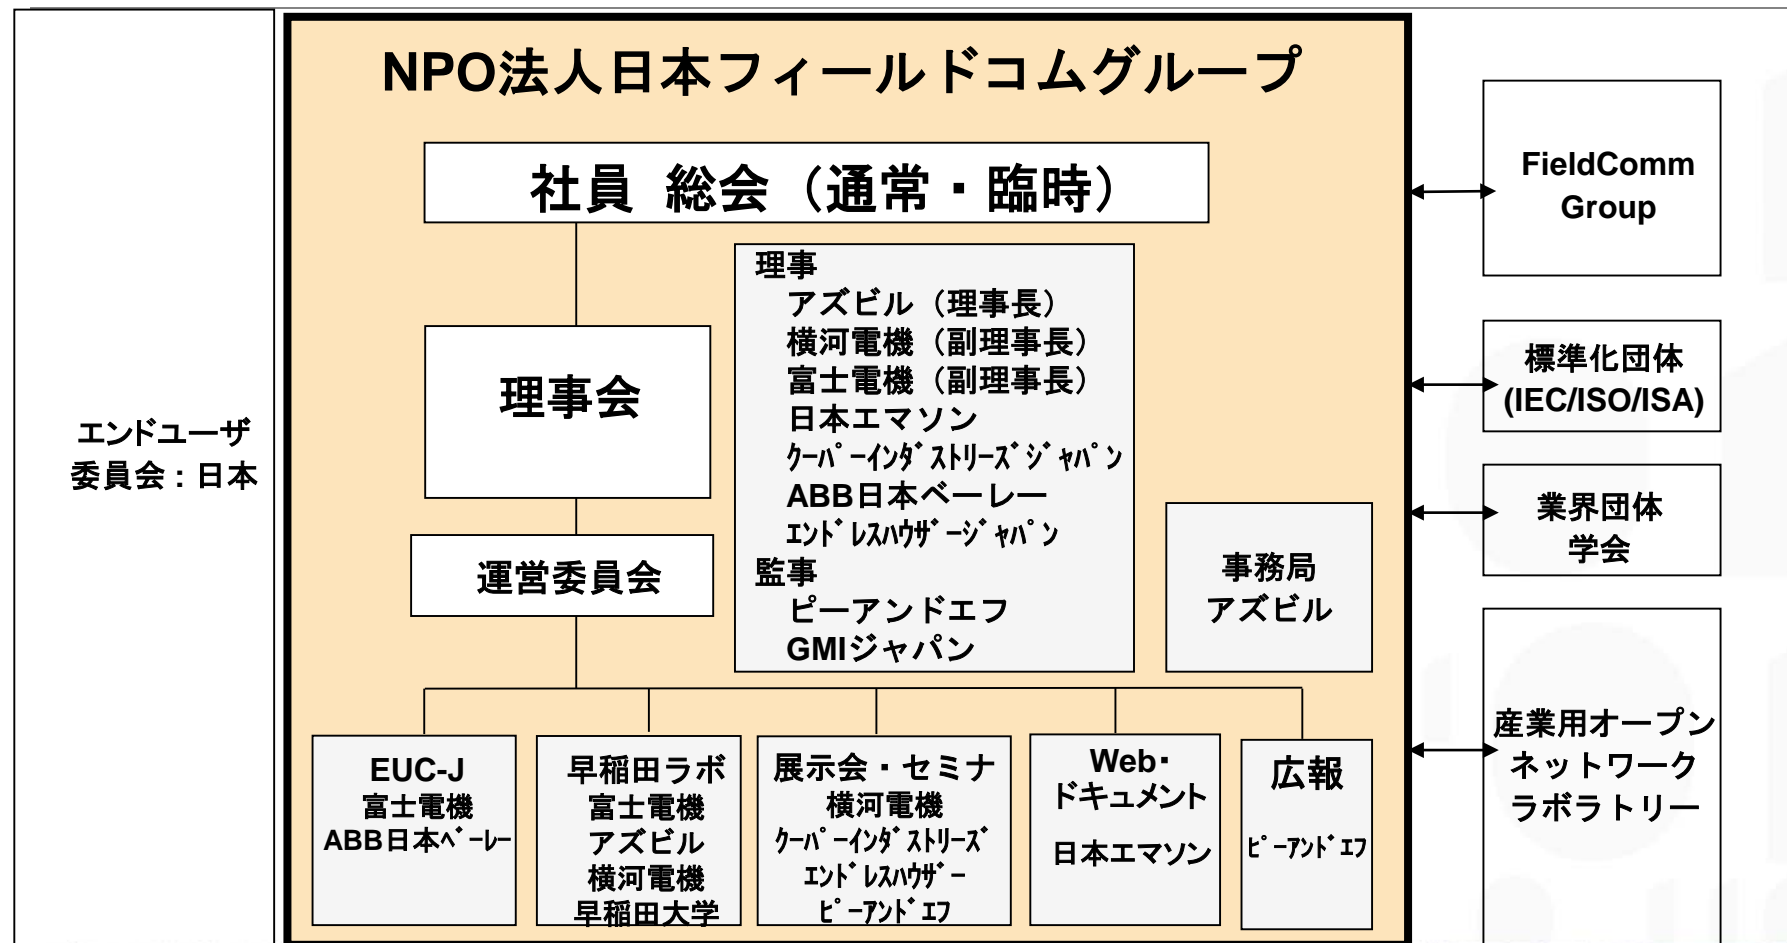 NPO法人日本フィールドコムグループ
社員 総会（通常・臨時）
理事会
運営委員会
理事
アズビル（理事長）
横河電機（副理事長）
富士電機（副理事長）
日本エマソン
ｸｰﾊﾟｰｲﾝﾀﾞｽﾄﾘｰｽﾞｼﾞｬﾊﾟﾝ
ABB日本ベーレー
ｴﾝﾄﾞﾚｽﾊｳｻﾞｰｼﾞｬﾊﾟﾝ
監事
ピーアンドエフ
GMIジャパン
事務局
アズビル
EUC-J
富士電機
ABB日本ﾍﾞｰﾚｰ
早稲田ラボ
富士電機
アズビル
横河電機
早稲田大学
展示会・セミナ
横河電機
ｸｰﾊﾟｰｲﾝﾀﾞｽﾄﾘｰｽﾞ
ｴﾝﾄﾞﾚｽﾊｳｻﾞｰ
ﾋﾟｰｱﾝﾄﾞｴﾌ
Web・
ドキュメント
日本エマソン
広報
ﾋﾟｰｱﾝﾄﾞｴﾌ
エンドユーザ
委員会：日本
FieldComm
Group
標準化団体
(IEC/ISO/ISA)
業界団体
学会
産業用オープン
ネットワーク
ラボラトリー